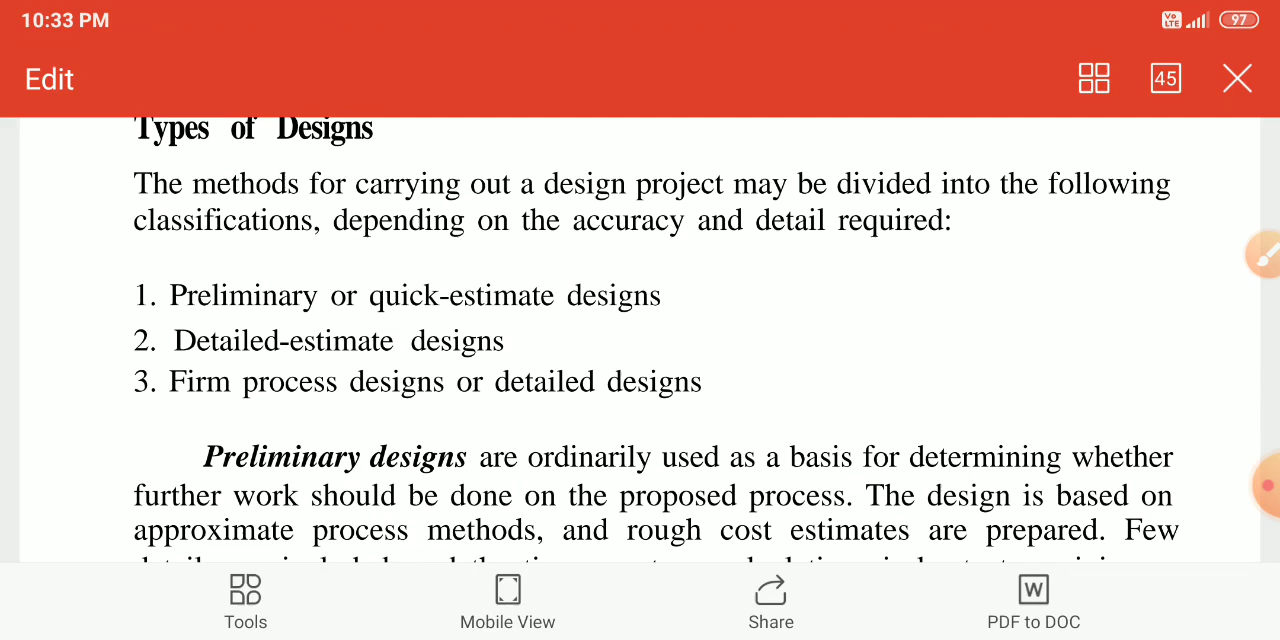 10:33 PM
Vo LTE
97
Edit
45
Types of Designs
The methods for carrying out a design project may be divided into the following
classifications, depending on the accuracy and detail required:
1. Preliminary or quick-estimate designs
2. Detailed-estimate designs
3. Firm process designs or detailed designs
Preliminary designs are ordinarily used as a basis for determining whether
further work should be done on the proposed process. The design is based on
approximate process methods, and rough cost estimates are prepared. Few
Tools
Mobile View
Share
W
PDF to DOC